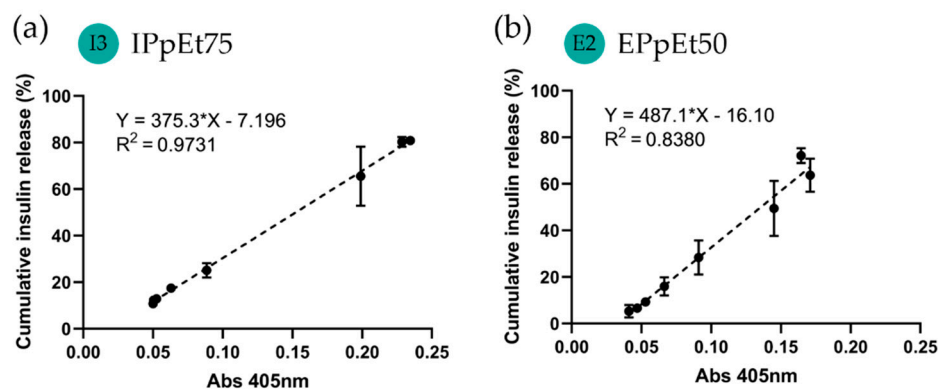 (a) I3 IPpEt75
Cumulative insulin release (%)
100
80
60
40
20
0
Y = 375.3*X - 7.196
R² = 0.9731
0.00 0.05 0.10 0.15 0.20 0.25
Abs 405nm
(b) E2 EPpEt50
Cumulative insulin release (%)
100
80
60
40
20
0
Y = 487.1*X - 16.10
R² = 0.8380
0.00 0.05 0.10 0.15 0.20 0.25
Abs 405nm